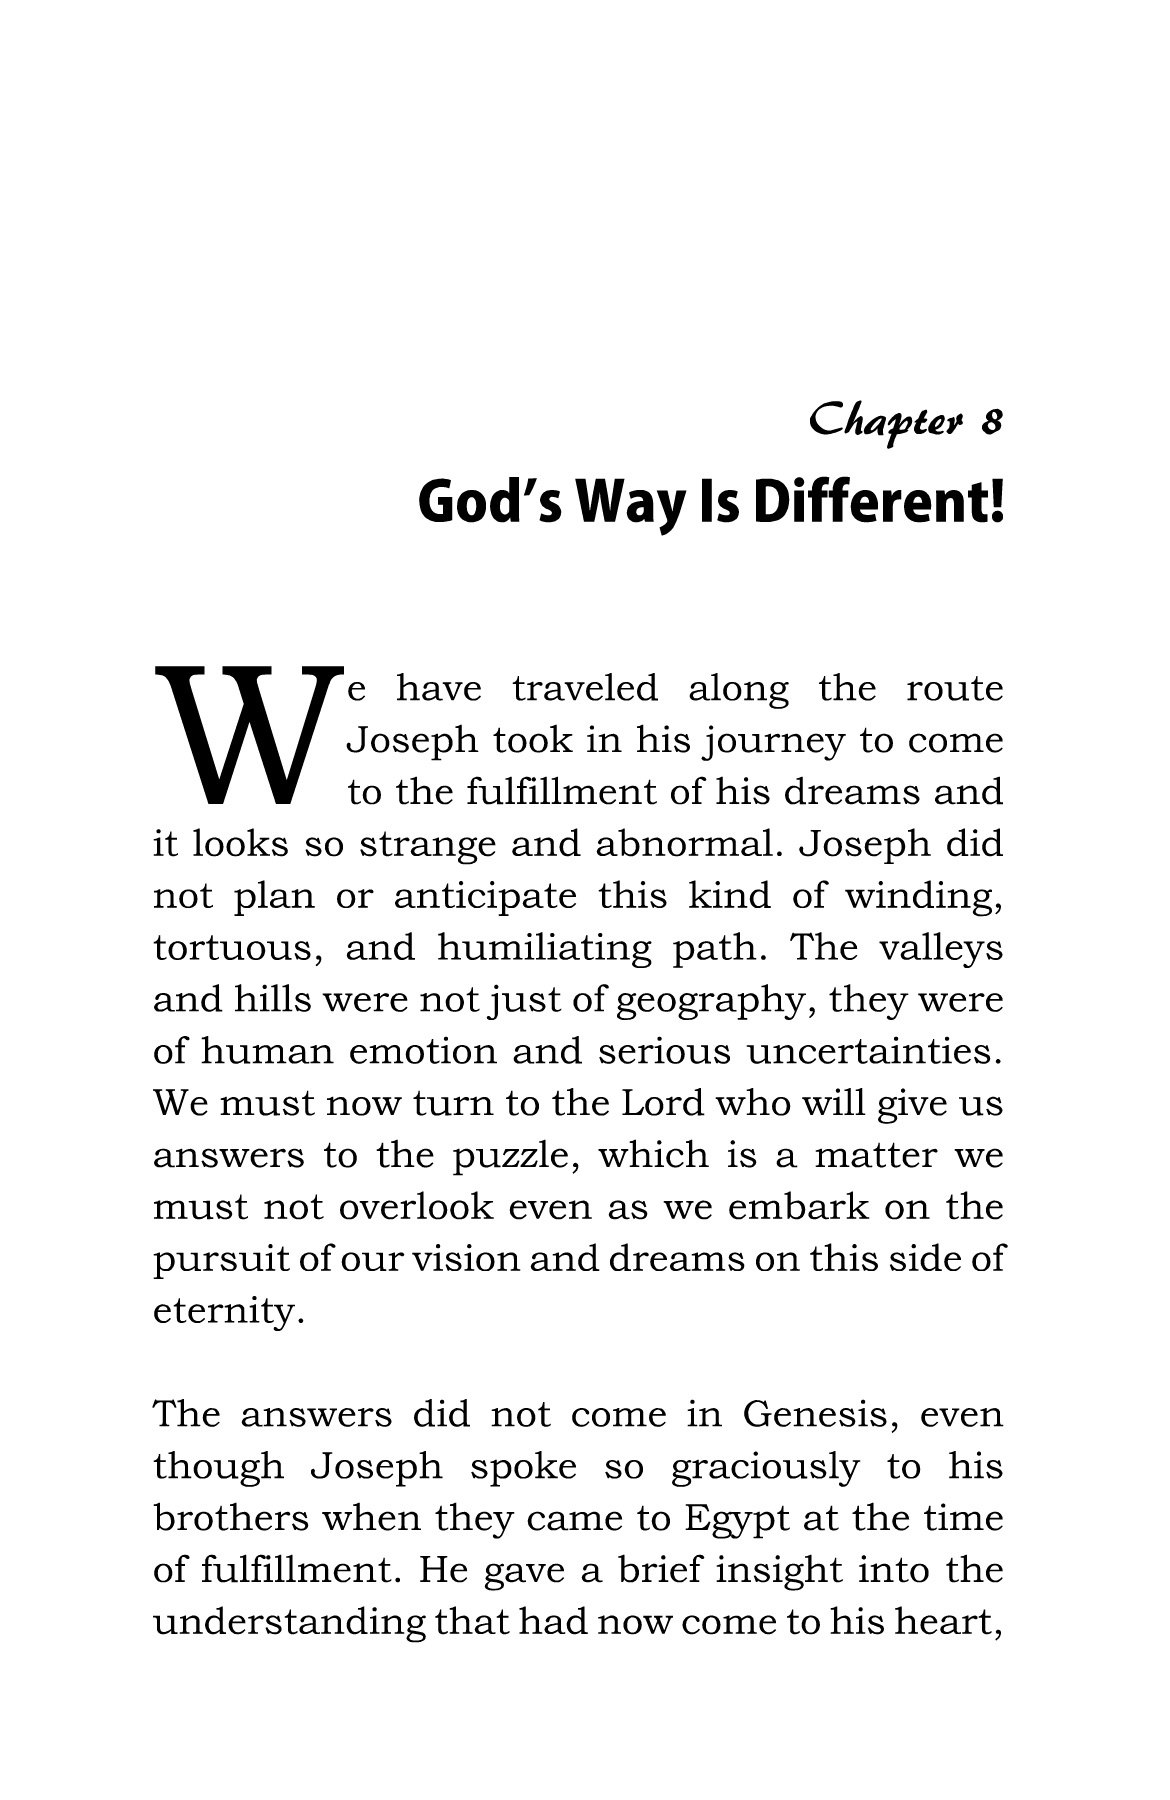 Chapter 8
God’s Way Is Different!
We have traveled along the route
Joseph took in his journey to come
to the fulfillment of his dreams and
it looks so strange and abnormal. Joseph did
not plan or anticipate this kind of winding,
tortuous, and humiliating path. The valleys
and hills were not just of geography, they were
of human emotion and serious uncertainties.
We must now turn to the Lord who will give us
answers to the puzzle, which is a matter we
must not overlook even as we embark on the
pursuit of our vision and dreams on this side of
eternity.
The answers did not come in Genesis, even
though Joseph spoke so graciously to his
brothers when they came to Egypt at the time
of fulfillment. He gave a brief insight into the
understanding that had now come to his heart,